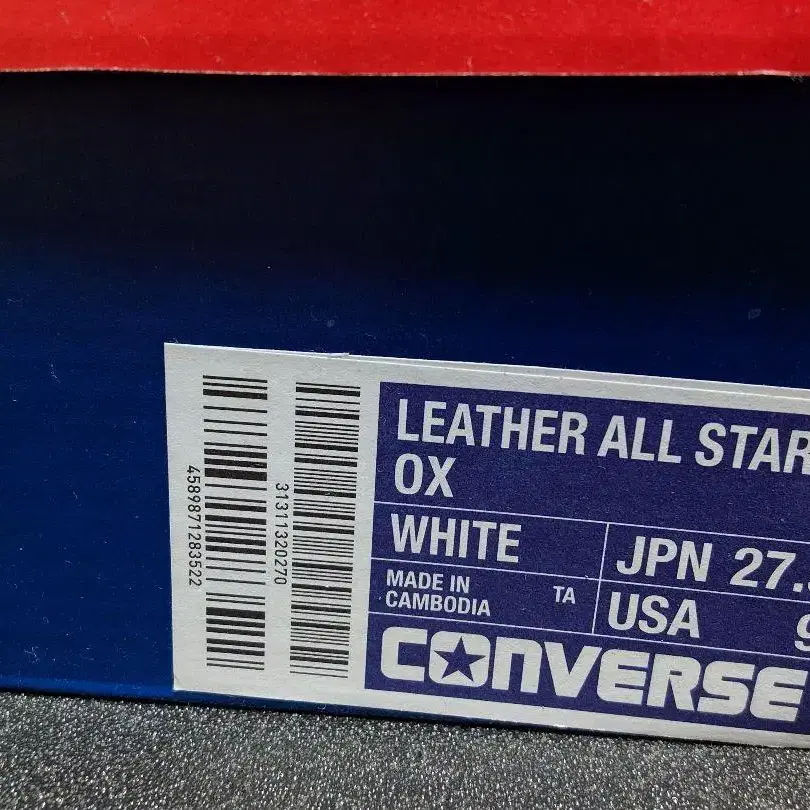 LEATHER ALL STAR
OX
WHITE
JPN 27.
MADE IN
CAMBODIA
TA
USA
CONVERSE
4589871283522
31311320270